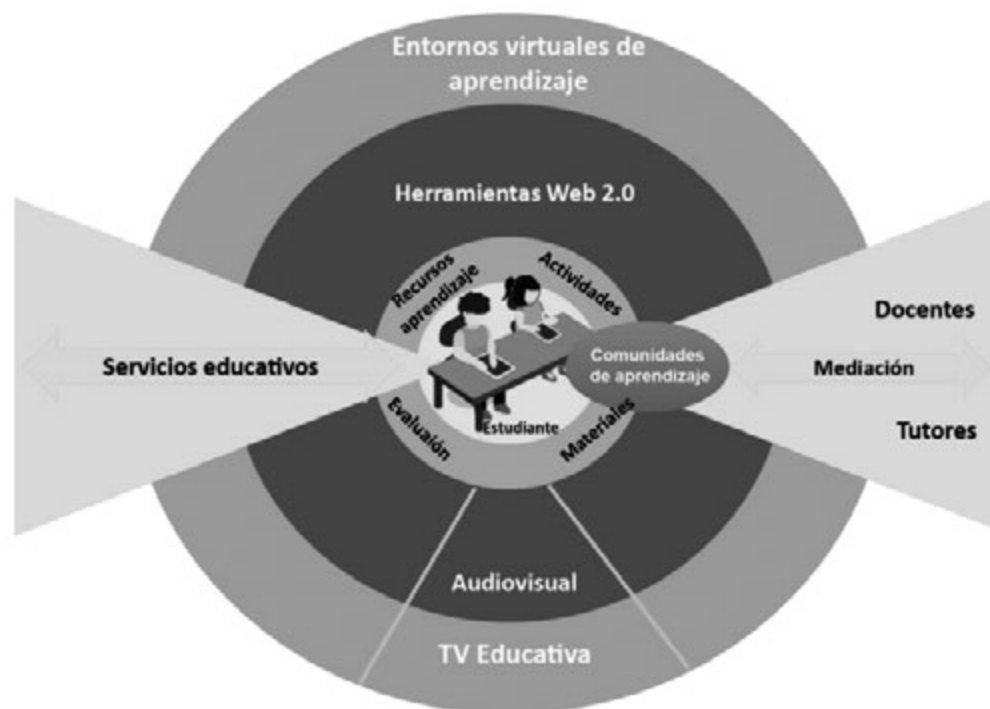 Entornos virtuales de
aprendizaje
Herramientas Web 2.0
Recursos
aprendizaje
Actividades
Servicios educativos
Comunidades
de aprendizaje
Docentes
Mediación
Tutores
Evaluaión
Estudiante
Materiales
Audiovisual
TV Educativa